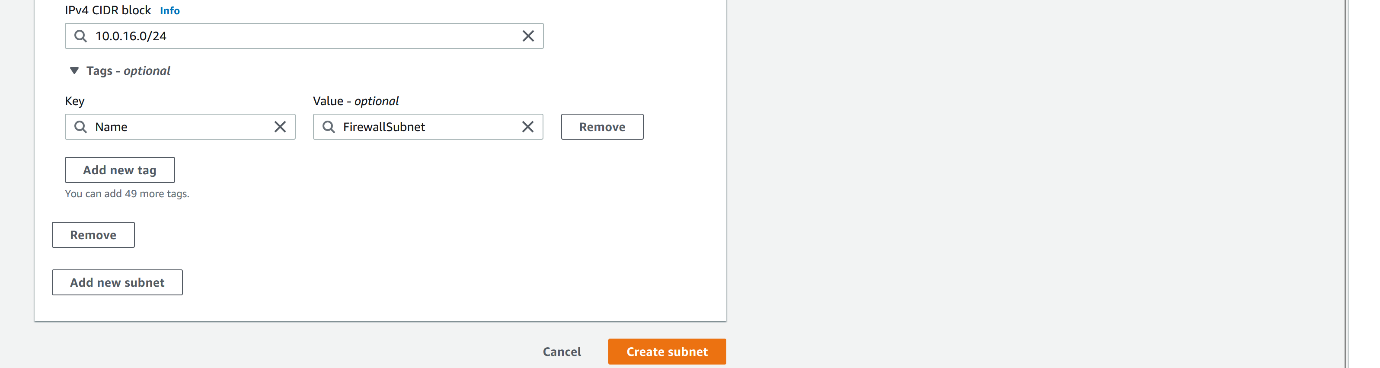 IPv4 CIDR block Info
10.0.16.0/24
Tags - optional
Key Value - optional
Name FirewallSubnet Remove
Add new tag
You can add 49 more tags.
Remove
Add new subnet
Cancel Create subnet